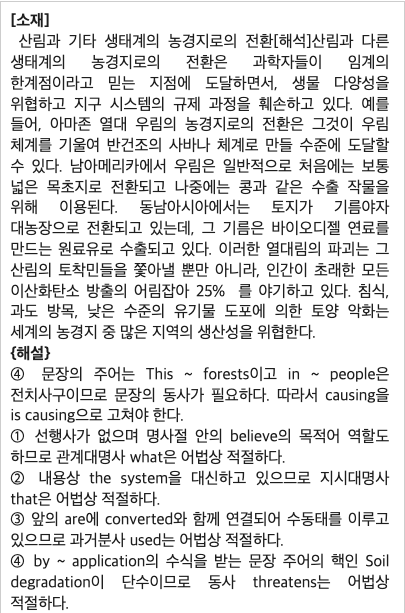 [소재]
산림과 기타 생태계의 농경지로의 전환[해석]산림과 다른
생태계의 농경지로의 전환은 과학자들이 임계의
한계점이라고 믿는 지점에 도달하면서, 생물 다양성을
위협하고 지구 시스템의 규제 과정을 훼손하고 있다. 예를
들어, 아마존 열대 우림의 농경지로의 전환은 그것이 우림
체계를 기울여 반건조의 사바나 체계로 만들 수준에 도달할
수 있다. 남아메리카에서 우림은 일반적으로 처음에는 보통
넓은 목초지로 전환되고 나중에는 콩과 같은 수출 작물을
위해 이용된다. 동남아시아에서는 토지가 기름야자
대농장으로 전환되고 있는데, 그 기름은 바이오디젤 연료를
만드는 원료유로 수출되고 있다. 이러한 열대림의 파괴는 그
산림의 토착민들을 쫓아낼 뿐만 아니라, 인간이 초래한 모든
이산화탄소 방출의 어림잡아 25% 를 야기하고 있다. 침식,
과도 방목, 낮은 수준의 유기물 도포에 의한 토양 악화는
세계의 농경지 중 많은 지역의 생산성을 위협한다.
{해설}
④ 문장의 주어는 This ~ forests이고 in ~ people은
전치사구이므로 문장의 동사가 필요하다. 따라서 causing을
is causing으로 고쳐야 한다.
① 선행사가 없으며 명사절 안의 believe의 목적어 역할도
하므로 관계대명사 what은 어법상 적절하다.
② 내용상 the system을 대신하고 있으므로 지시대명사
that은 어법상 적절하다.
③ 앞의 are에 converted와 함께 연결되어 수동태를 이루고
있으므로 과거분사 used는 어법상 적절하다.
④ by ~ application의 수식을 받는 문장 주어의 핵인 Soil
degradation이 단수이므로 동사 threatens는 어법상
적절하다.